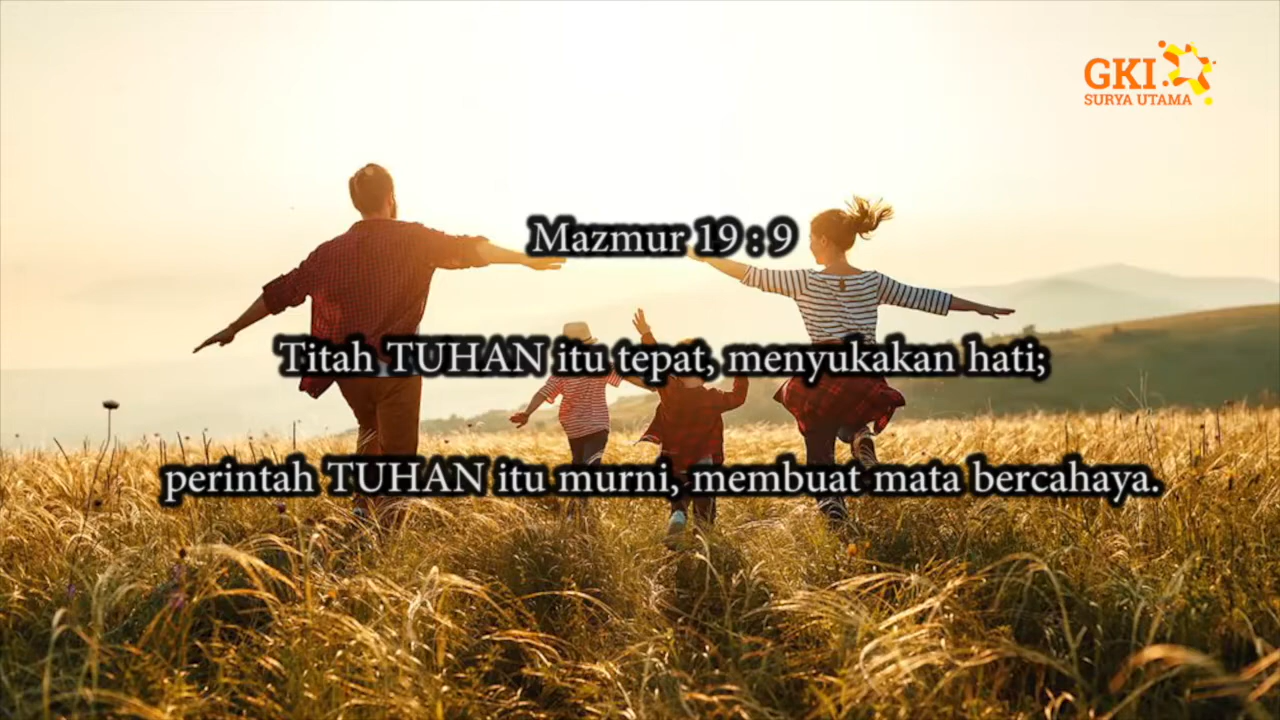 GKI
SURYA UTAMA
Mazmur 19 : 9
Titah TUHAN itu tepat, menyukakan hati;
perintah TUHAN itu murni, membuat mata bercahaya.